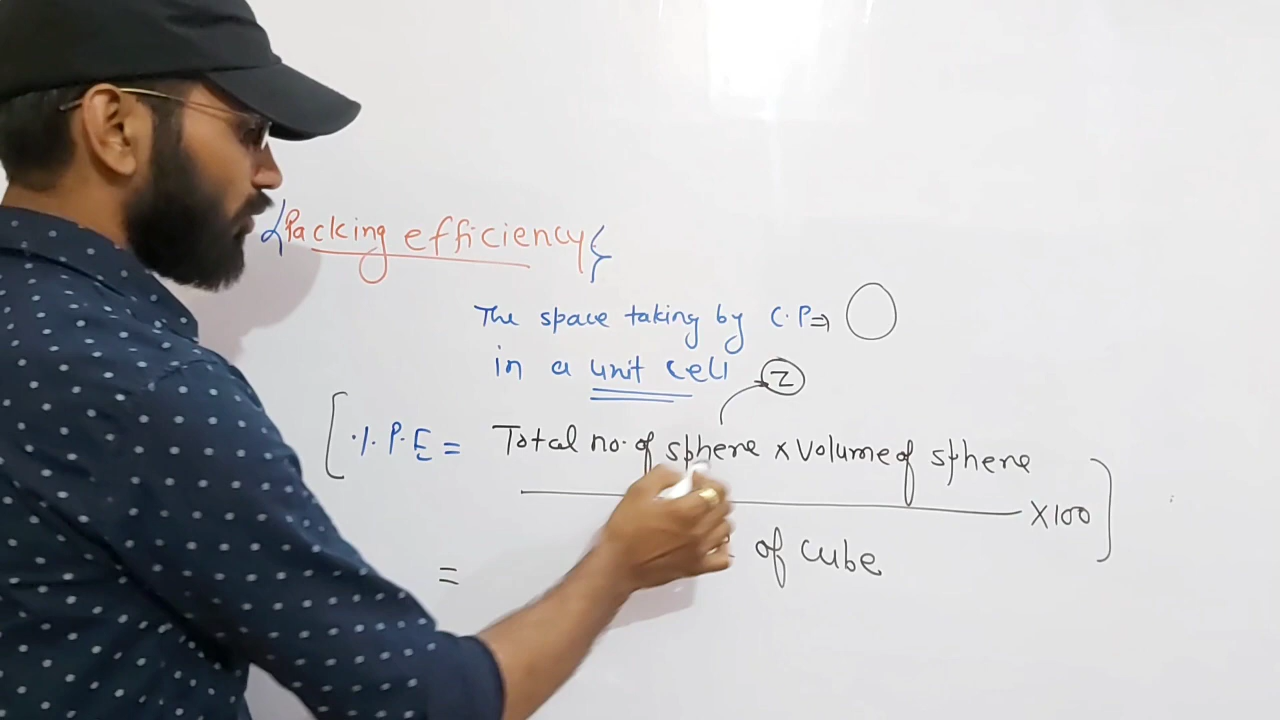 {Packing efficiency}
The space taking by C.P⇒
in a unit cell
Z
[·/· P.E = Total no. of sphere × Volume of sphere
× 100]
= of cube